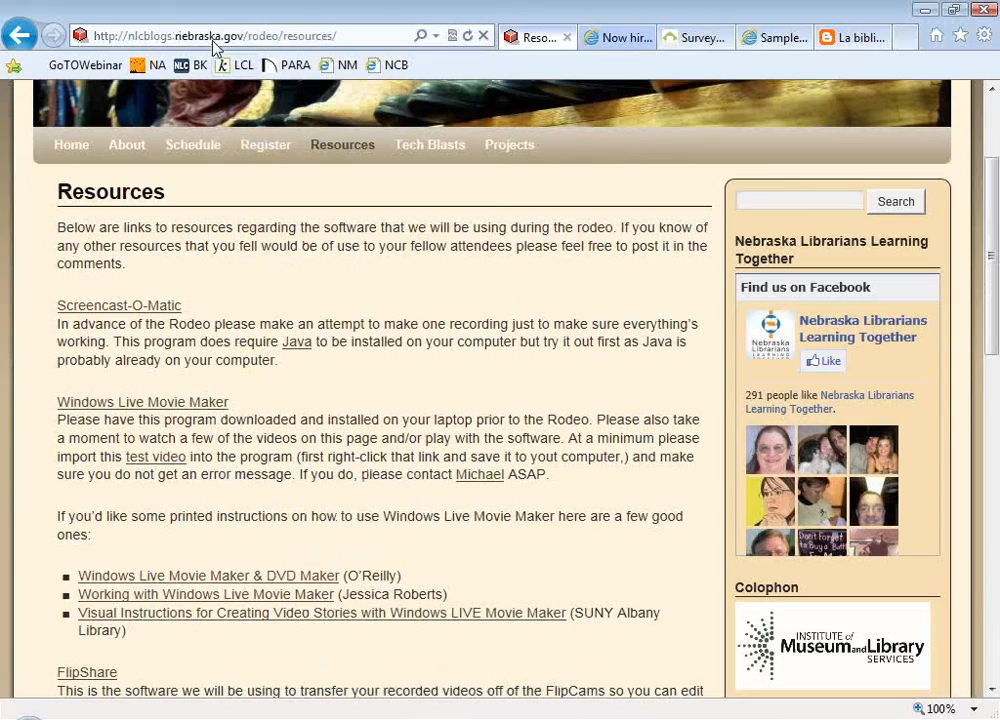 http://nlcblogs.nebraska.gov/rodeo/resources/
Reso...
Now hir...
Survey...
Sample...
La bibli...
GoTOWebinar
NA
NLC BK
k LCL
PARA
NM
NCB
Home
About
Schedule
Register
Resources
Tech Blasts
Projects
Resources
Below are links to resources regarding the software that we will be using during the rodeo. If you know of
any other resources that you fell would be of use to your fellow attendees please feel free to post it in the
comments.
Screencast-O-Matic
In advance of the Rodeo please make an attempt to make one recording just to make sure everything's
working. This program does require Java to be installed on your computer but try it out first as Java is
probably already on your computer.
Windows Live Movie Maker
Please have this program downloaded and installed on your laptop prior to the Rodeo. Please also take
a moment to watch a few of the videos on this page and/or play with the software. At a minimum please
import this test video into the program (first right-click that link and save it to yout computer,) and make
sure you do not get an error message. If you do, please contact Michael ASAP.
If you'd like some printed instructions on how to use Windows Live Movie Maker here are a few good
ones:
Windows Live Movie Maker & DVD Maker (O'Reilly)
Working with Windows Live Movie Maker (Jessica Roberts)
Visual Instructions for Creating Video Stories with Windows LIVE Movie Maker (SUNY Albany
Library)
FlipShare
This is the software we will be using to transfer your recorded videos off of the FlipCams so you can edit
Search
Nebraska Librarians Learning
Together
Find us on Facebook
NEBRASKA
LIBRARIANS
LEARNING
TOGETHER
Nebraska Librarians
Learning Together
Like
291 people like Nebraska Librarians
Learning Together.
Don't Forget
to Buy a
Colophon
INSTITUTE of
Museum and Library
SERVICES
100%